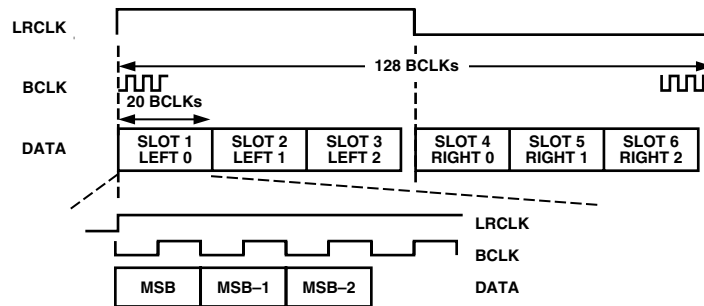 LRCLK
128 BCLKs
BCLK
20 BCLKs
DATA
SLOT 1
LEFT 0
SLOT 2
LEFT 1
SLOT 3
LEFT 2
SLOT 4
RIGHT 0
SLOT 5
RIGHT 1
SLOT 6
RIGHT 2
LRCLK
BCLK
MSB
MSB–1
MSB–2
DATA